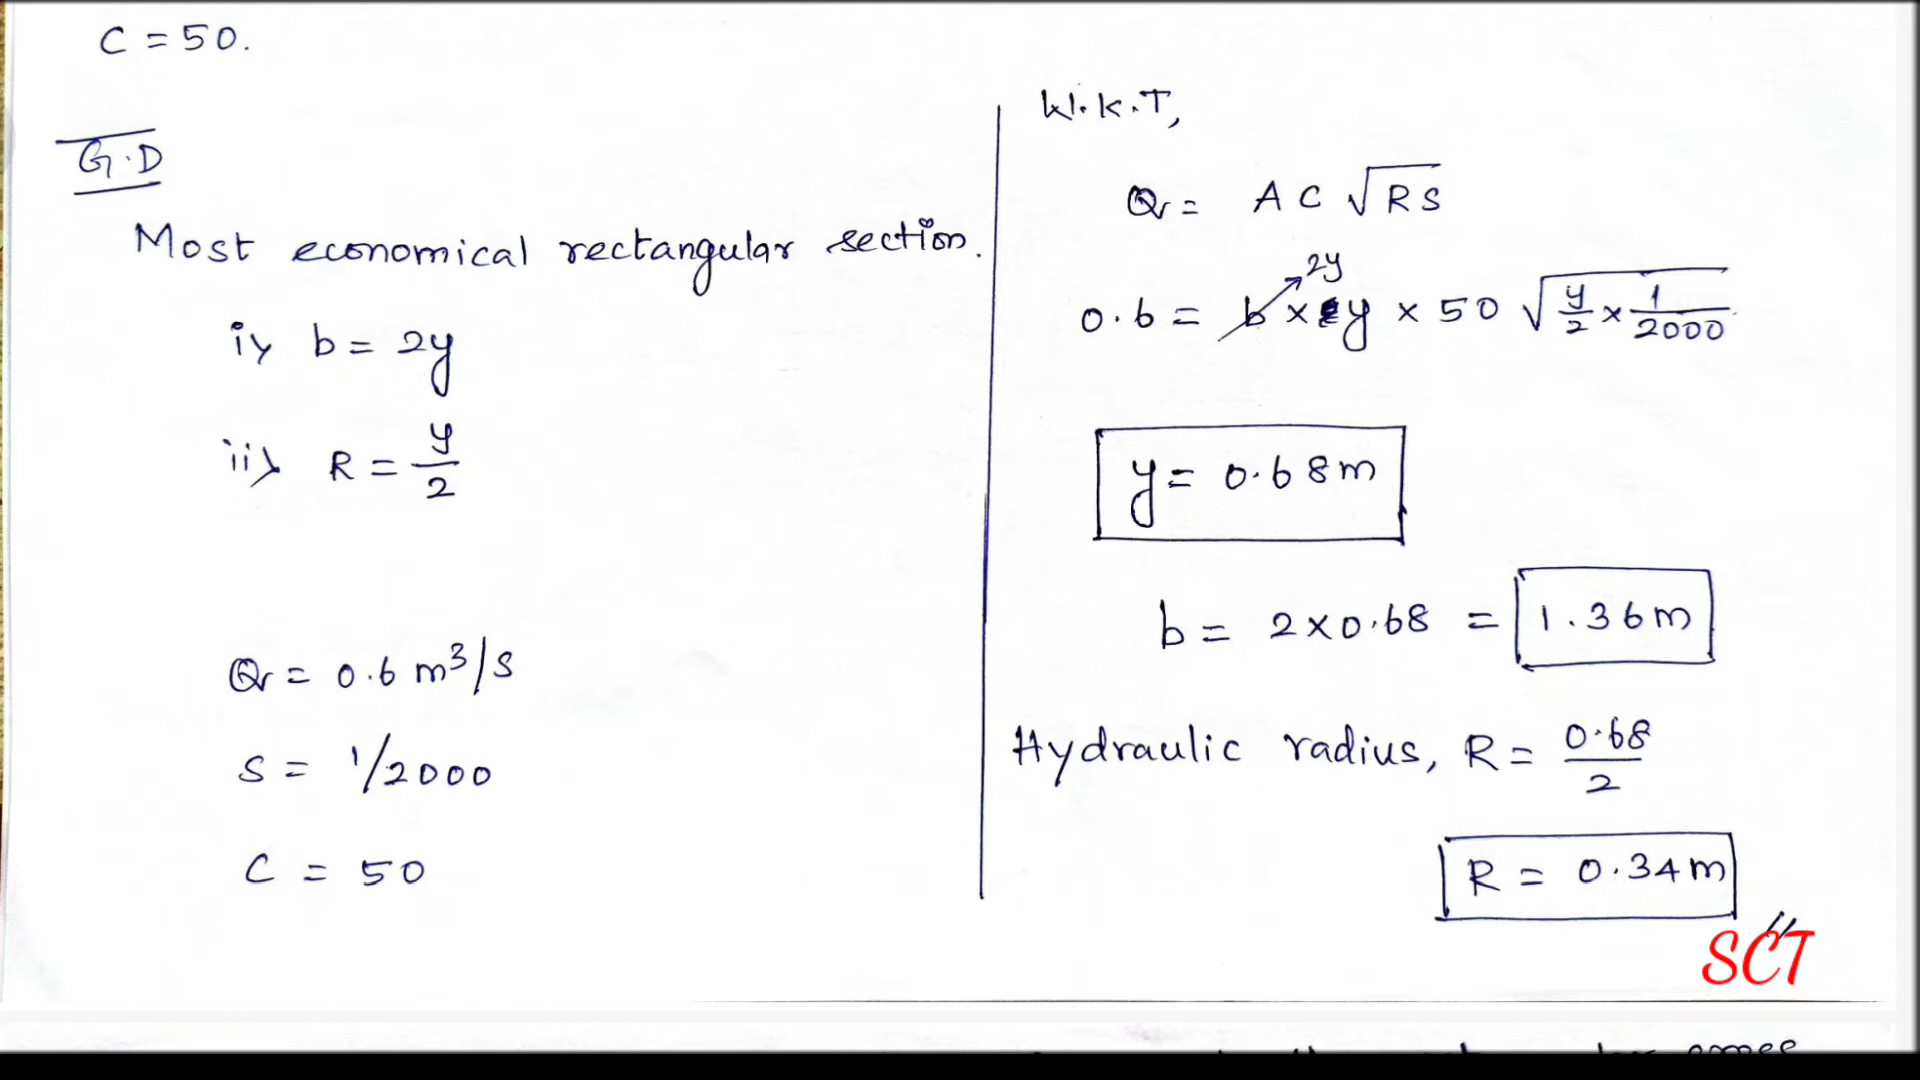 C = 50.
G.D
Most economical rectangular section.
i) b = 2y
ii) R = y/2
Q = 0.6 m³/s
S = 1/2000
C = 50
W.K.T,
Q = A C √RS
2y
0.6 = b × y × 50 √y/2 × 1/2000
y = 0.68m
b = 2 × 0.68 = 1.36m
Hydraulic radius, R = 0.68/2
R = 0.34m
SCT